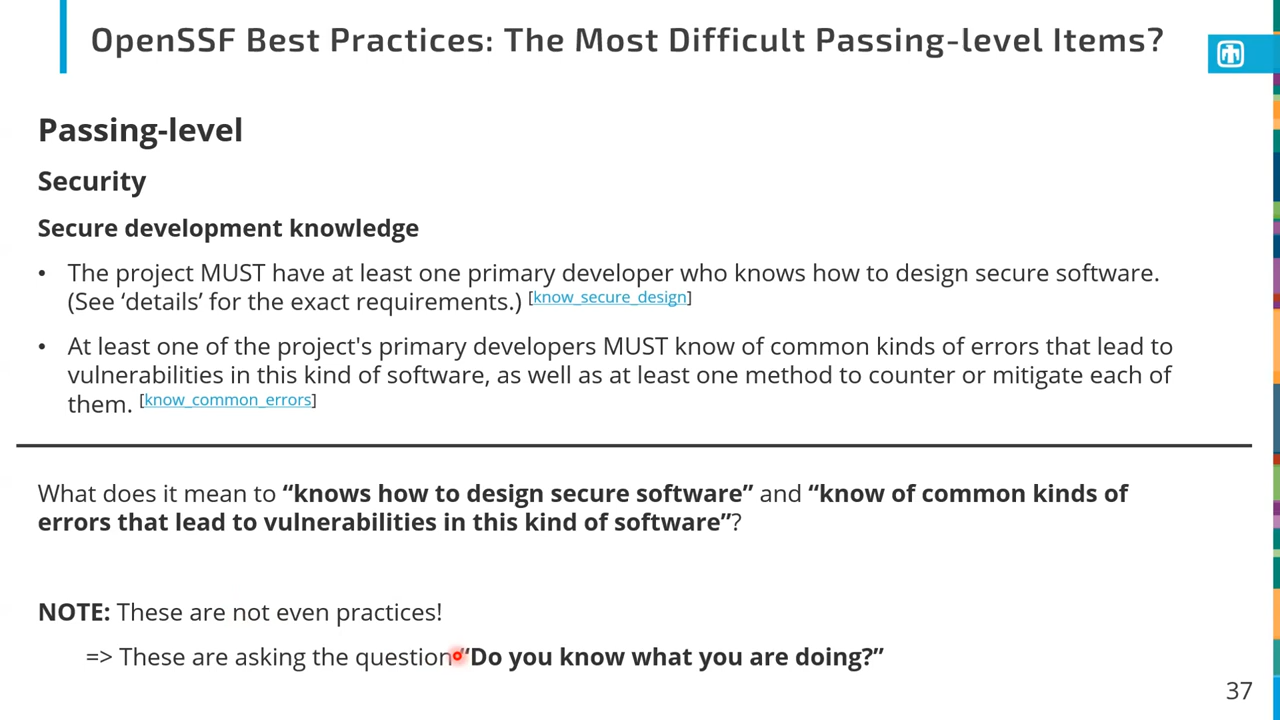 OpenSSF Best Practices: The Most Difficult Passing-level Items?
Passing-level
Security
Secure development knowledge
• The project MUST have at least one primary developer who knows how to design secure software.
(See ‘details’ for the exact requirements.) [know_secure_design]
• At least one of the project's primary developers MUST know of common kinds of errors that lead to
vulnerabilities in this kind of software, as well as at least one method to counter or mitigate each of
them. [know_common_errors]
What does it mean to “knows how to design secure software” and “know of common kinds of
errors that lead to vulnerabilities in this kind of software”?
NOTE: These are not even practices!
=> These are asking the question “Do you know what you are doing?”
37